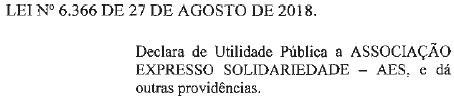 LEI Nº 6.366 DE 27 DE AGOSTO DE 2018.
Declara de Utilidade Pública a ASSOCIAÇÃO
EXPRESSO SOLIDARIEDADE – AES, e dá
outras providências.